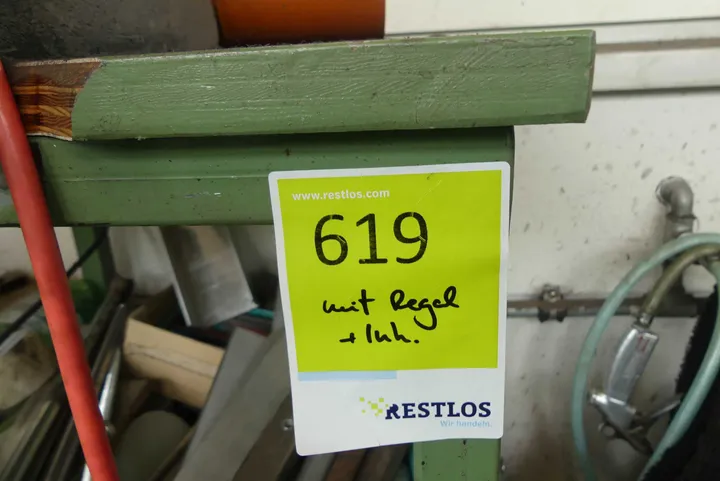 www.restlos.com
619
mit Regal
+ Inh.
RESTLOS
Wir handeln.